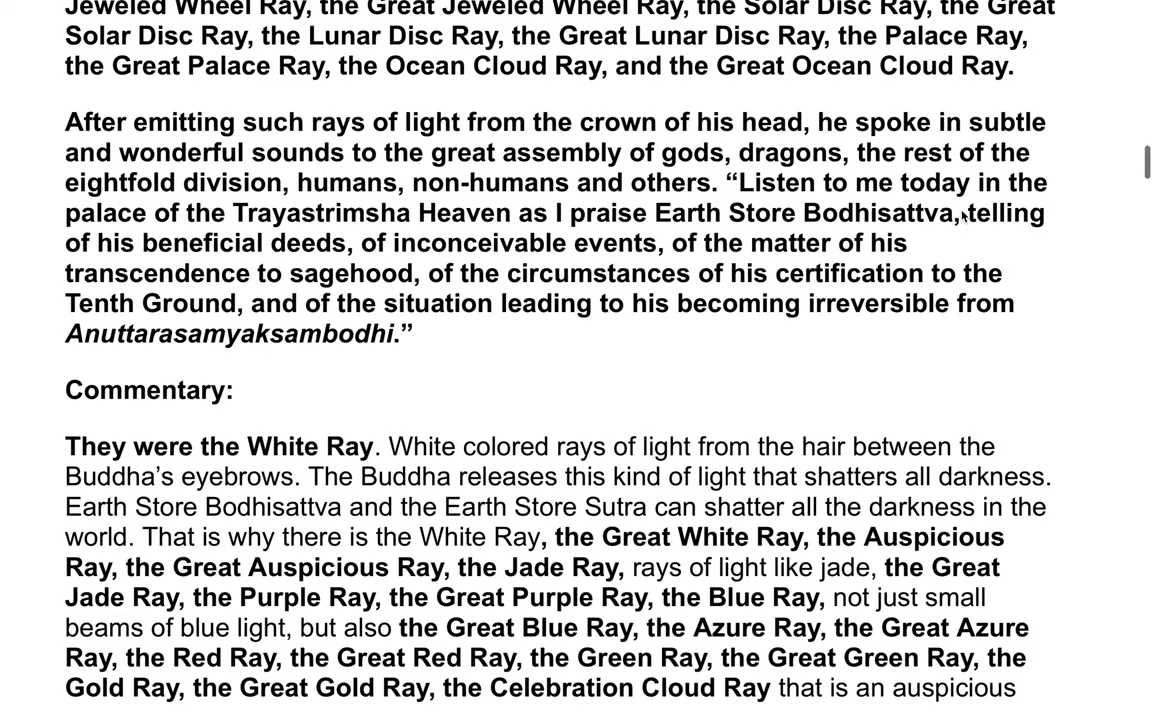 Jeweled Wheel Ray, the Great Jeweled Wheel Ray, the Solar Disc Ray, the Great
Solar Disc Ray, the Lunar Disc Ray, the Great Lunar Disc Ray, the Palace Ray,
the Great Palace Ray, the Ocean Cloud Ray, and the Great Ocean Cloud Ray.
After emitting such rays of light from the crown of his head, he spoke in subtle
and wonderful sounds to the great assembly of gods, dragons, the rest of the
eightfold division, humans, non-humans and others. “Listen to me today in the
palace of the Trayastrimsha Heaven as I praise Earth Store Bodhisattva, telling
of his beneficial deeds, of inconceivable events, of the matter of his
transcendence to sagehood, of the circumstances of his certification to the
Tenth Ground, and of the situation leading to his becoming irreversible from
Anuttarasamyaksambodhi.”
Commentary:
They were the White Ray. White colored rays of light from the hair between the
Buddha’s eyebrows. The Buddha releases this kind of light that shatters all darkness.
Earth Store Bodhisattva and the Earth Store Sutra can shatter all the darkness in the
world. That is why there is the White Ray, the Great White Ray, the Auspicious
Ray, the Great Auspicious Ray, the Jade Ray, rays of light like jade, the Great
Jade Ray, the Purple Ray, the Great Purple Ray, the Blue Ray, not just small
beams of blue light, but also the Great Blue Ray, the Azure Ray, the Great Azure
Ray, the Red Ray, the Great Red Ray, the Green Ray, the Great Green Ray, the
Gold Ray, the Great Gold Ray, the Celebration Cloud Ray that is an auspicious